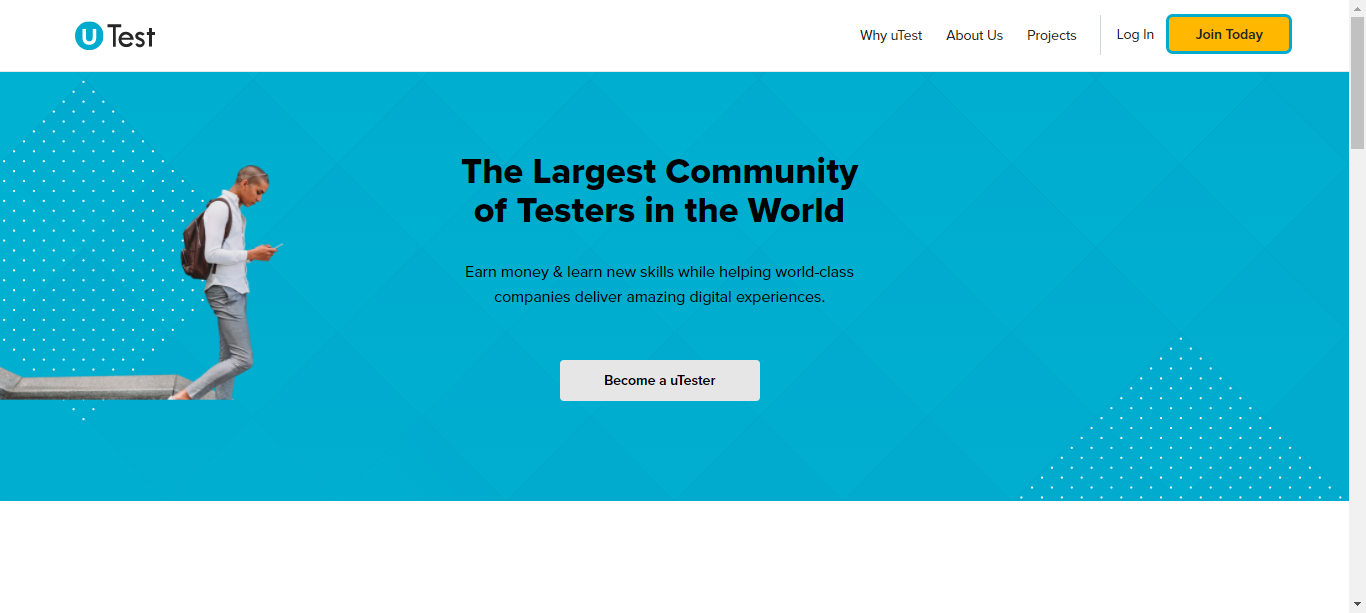 uTest
Why uTest
About Us
Projects
Log In
Join Today
The Largest Community
of Testers in the World
Earn money & learn new skills while helping world-class
companies deliver amazing digital experiences.
Become a uTester